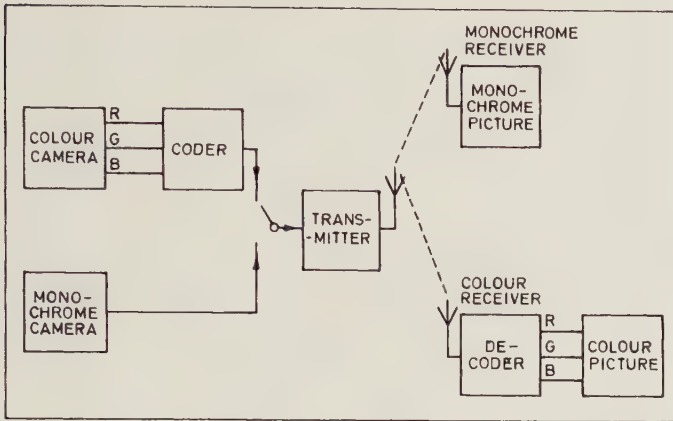 COLOUR
CAMERA
R
G
B
CODER
MONO-
CHROME
CAMERA
TRANS-
-MITTER
MONOCHROME
RECEIVER
MONO-
CHROME
PICTURE
COLOUR
RECEIVER
DE-
CODER
R
G
B
COLOUR
PICTURE